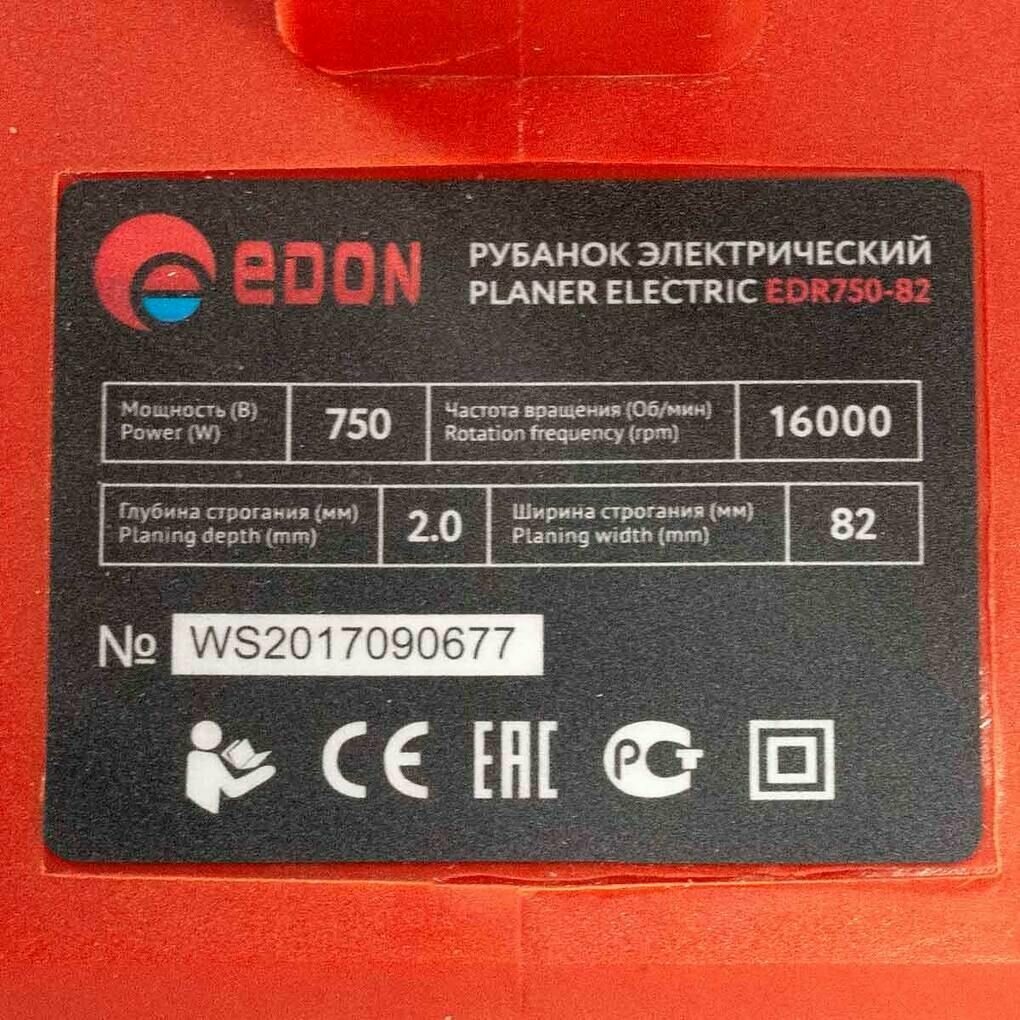 eDON
РУБАНОК ЭЛЕКТРИЧЕСКИЙ
PLANER ELECTRIC EDR750-82
Мощность (В)
Power (W)
750
Частота вращения (Об/мин)
Rotation frequency (rpm)
16000
Глубина строгания (мм)
Planing depth (mm)
2.0
Ширина строгания (мм)
Planing width (mm)
82
№ WS2017090677
CE EAC РСТ